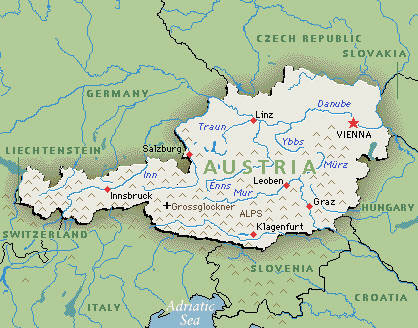 CZECH REPUBLIC
SLOVAKIA
GERMANY
Danube
Linz
Traun
VIENNA
Salzburg
Ybbs
LIECHTENSTEIN
AUSTRIA
Mürz
Inn
Enns
Mur
Leoben
Innsbruck
Grossglockner
ALPS
Graz
HUNGARY
SWITZERLAND
Klagenfurt
SLOVENIA
ITALY
Adriatic
Sea
CROATIA